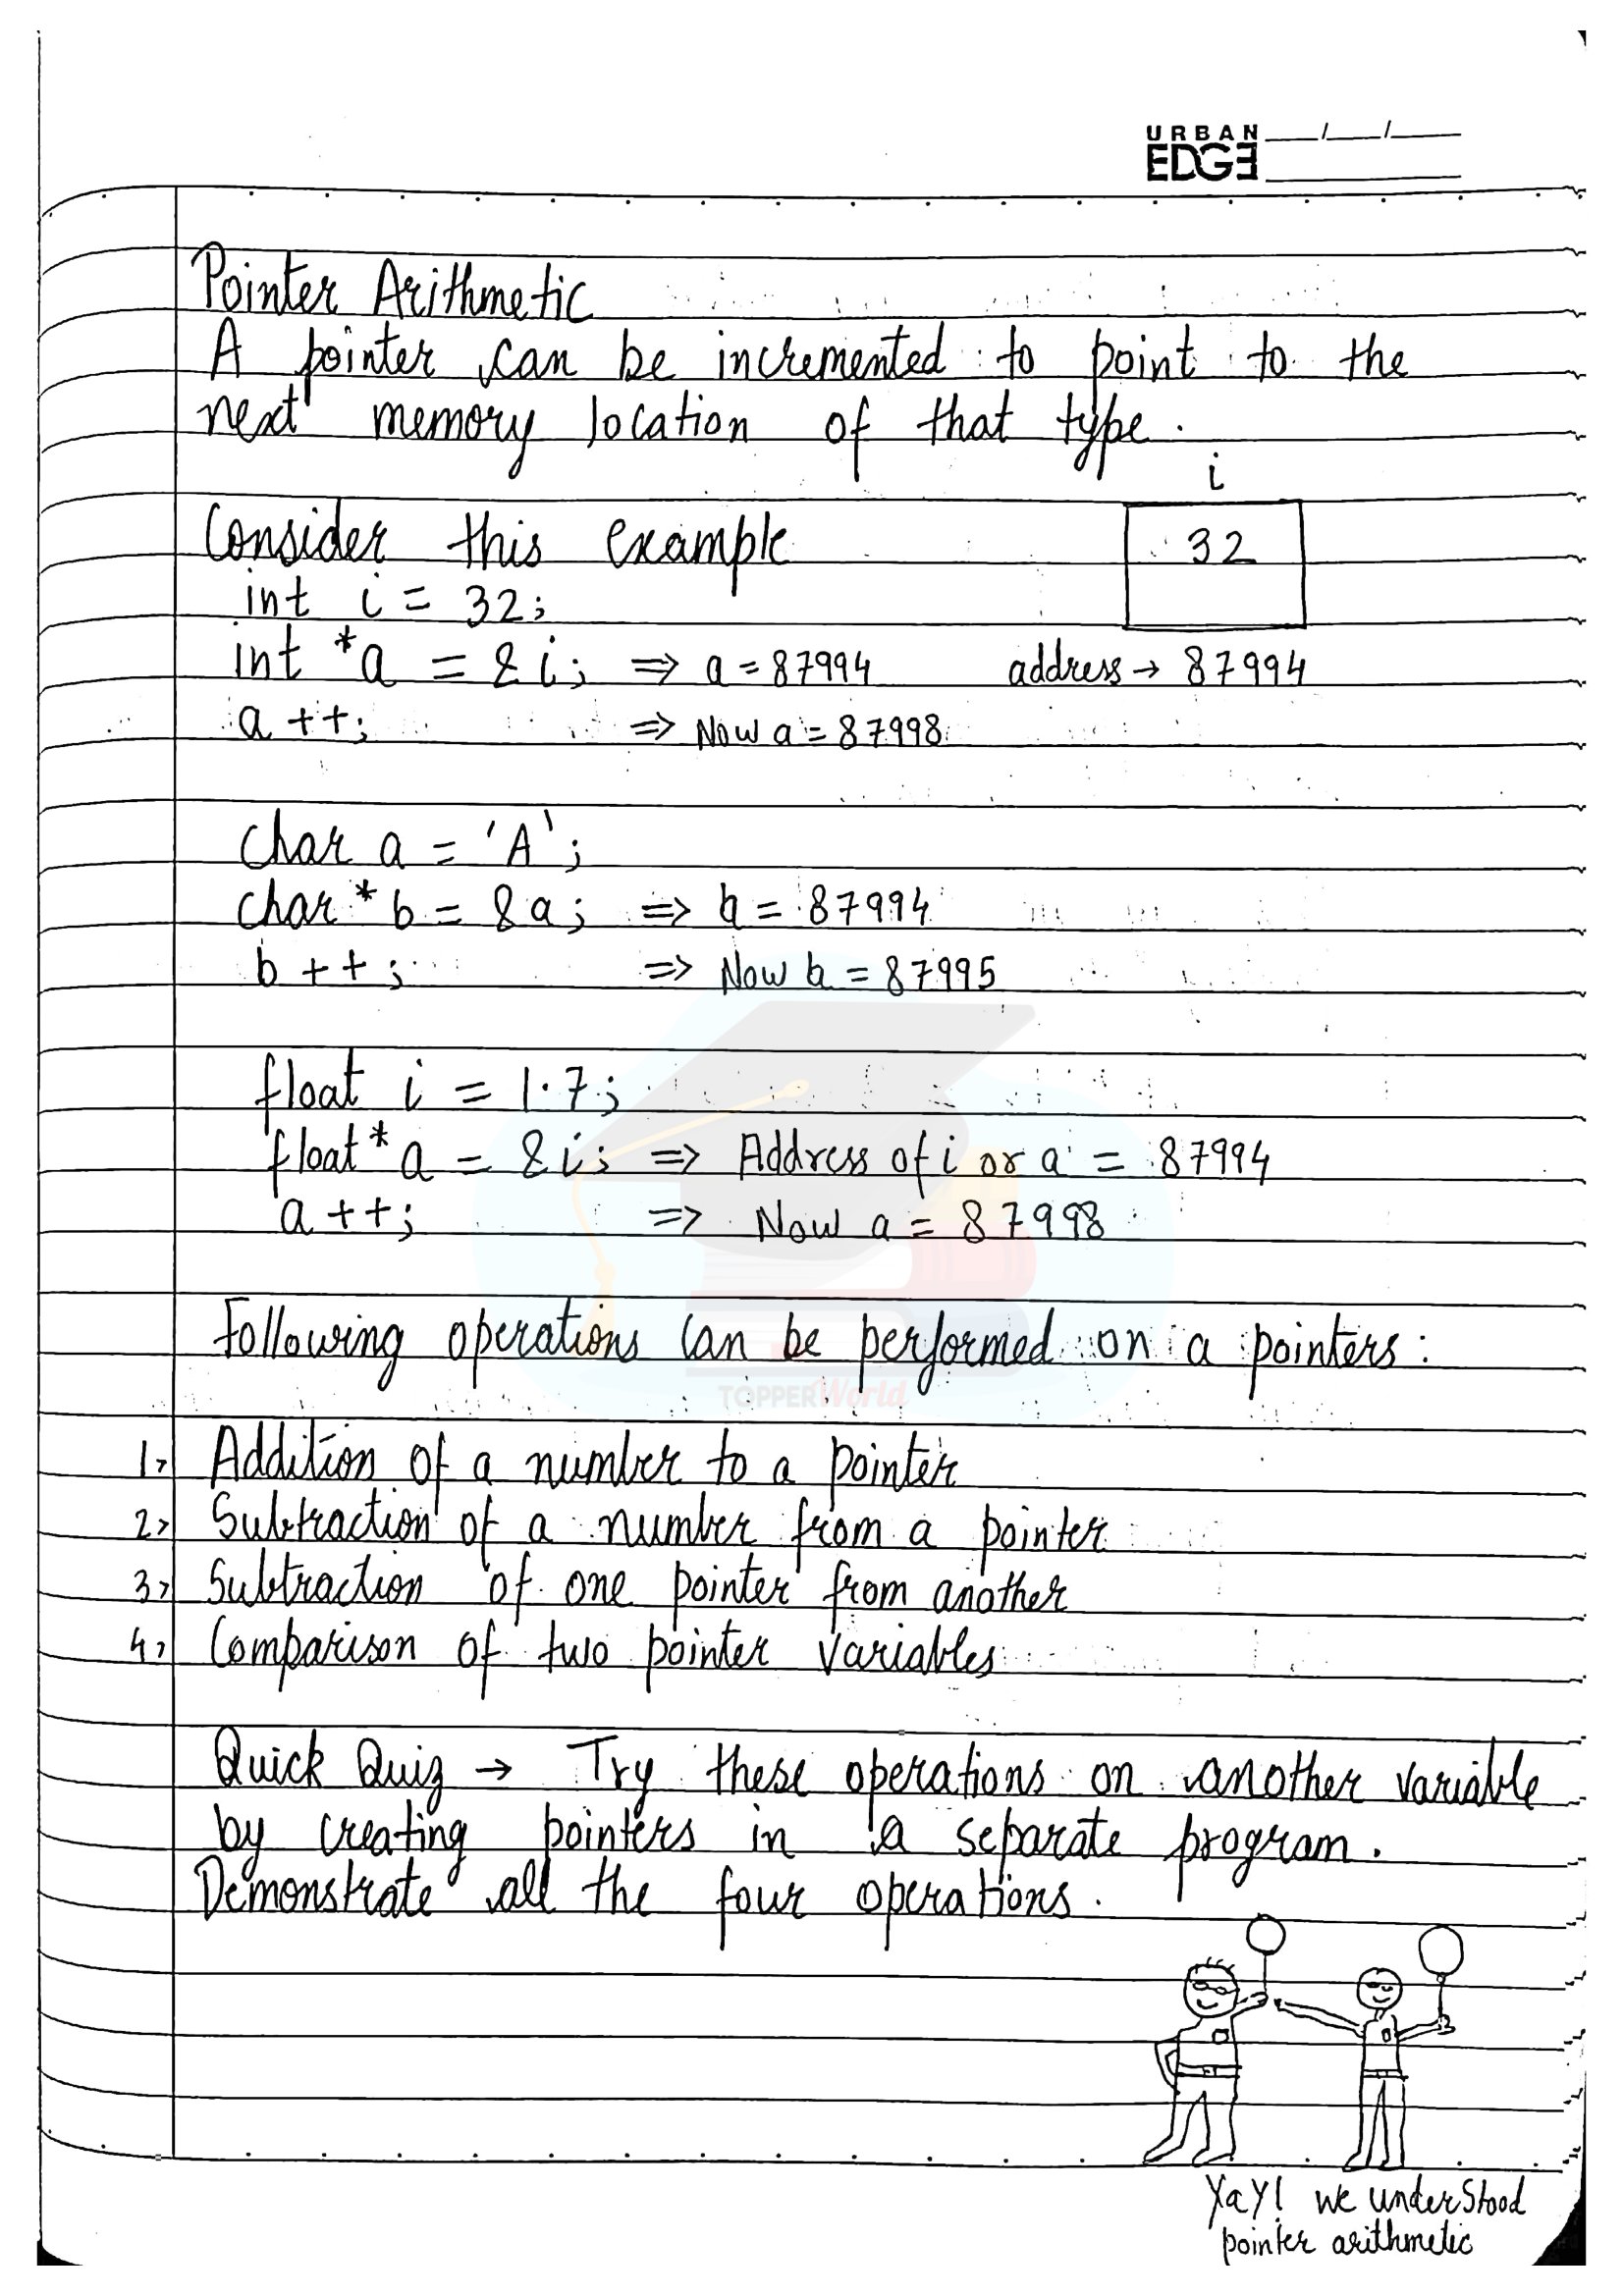 URBAN
EDGE
Pointer Arithmetic
A pointer can be incremented to point to the
next memory location of that type.
i
Consider this example
32
int i = 32;
int *a = &i; ⇒ a = 87994 address → 87994
a ++; ⇒ Now a = 87998
char a = 'A';
char * b = &a; ⇒ b = 87994
b ++; ⇒ Now b = 87995
float i = 1.7;
float * a = &i; ⇒ Address of i or a = 87994
a ++; ⇒ Now a = 87998
Following operations can be performed on a pointers:
TOPPERWorld
1> Addition of a number to a pointer
2> Subtraction of a number from a pointer
3> Subtraction of one pointer from another
4> Comparison of two pointer variables
Quick Quiz → Try these operations on another variable
by creating pointers in a separate program.
Demonstrate all the four operations.
YaY! we understood
pointer arithmetic